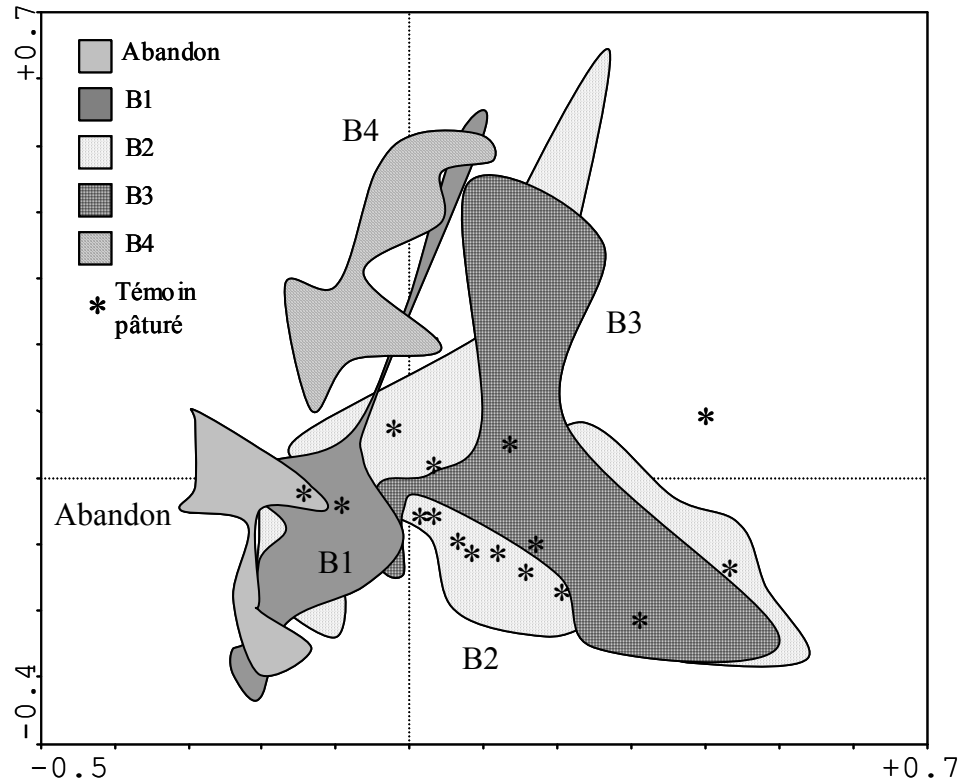 +0.7
Abandon
B1
B2
B3
B4
* Témoin
pâturé
B4
B3
Abandon
B1
B2
-0.4
-0.5
+0.7